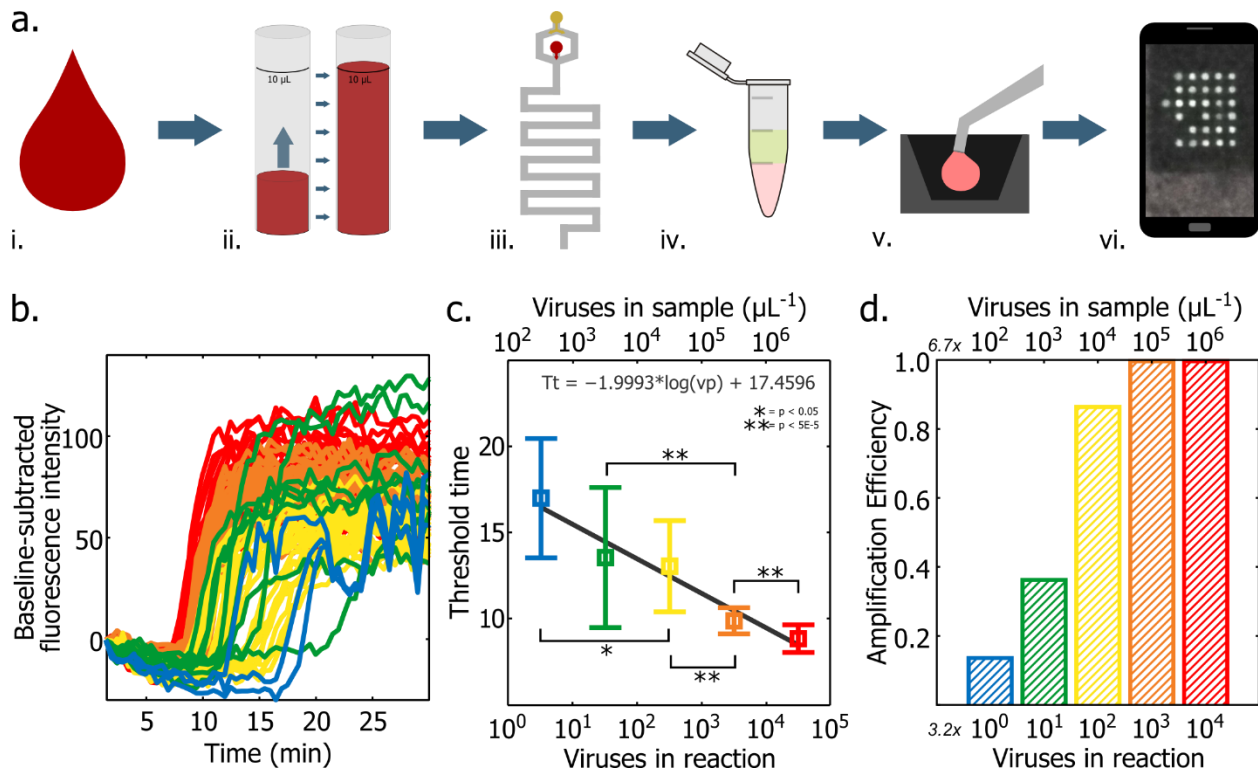 a.
10 µL
10 µL
i.
ii.
iii.
iv.
v.
vi.
b.
Baseline-subtracted
fluorescence intensity
100
50
0
5
10
15
20
25
Time (min)
c.
Viruses in sample (µL⁻¹)
10²
10³
10⁴
10⁵
10⁶
Tt = −1.9993*log(vp) + 17.4596
* = p < 0.05
** = p < 5E-5
Threshold time
20
15
10
**
**
*
**
10⁰
10¹
10²
10³
10⁴
10⁵
Viruses in reaction
d.
Viruses in sample (µL⁻¹)
6.7x
10²
10³
10⁴
10⁵
10⁶
Amplification Efficiency
1.0
0.8
0.6
0.4
0.2
3.2x
10⁰
10¹
10²
10³
10⁴
Viruses in reaction